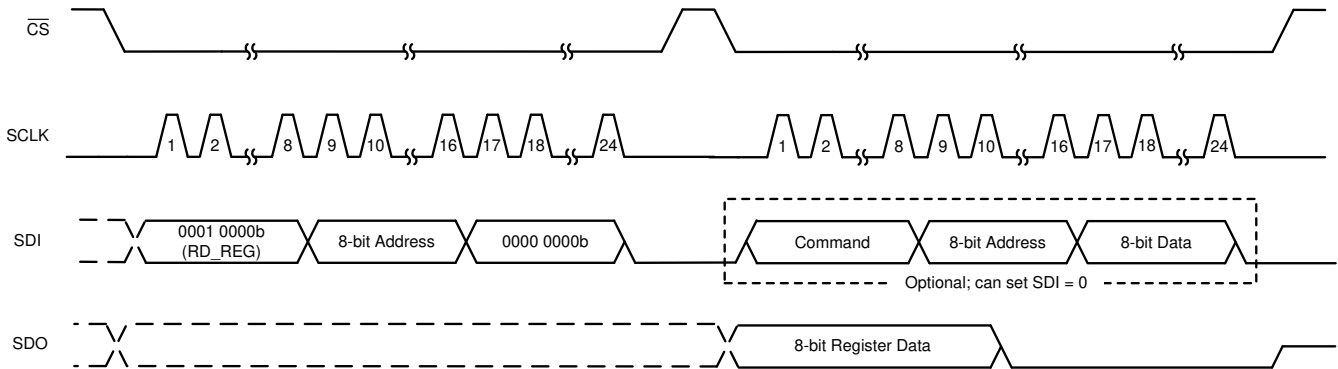 CS
SCLK
1 2 8 9 10 16 17 18 24 1 2 8 9 10 16 17 18 24
SDI
0001 0000b
(RD_REG)
8-bit Address
0000 0000b
Command
8-bit Address
8-bit Data
Optional; can set SDI = 0
SDO
8-bit Register Data